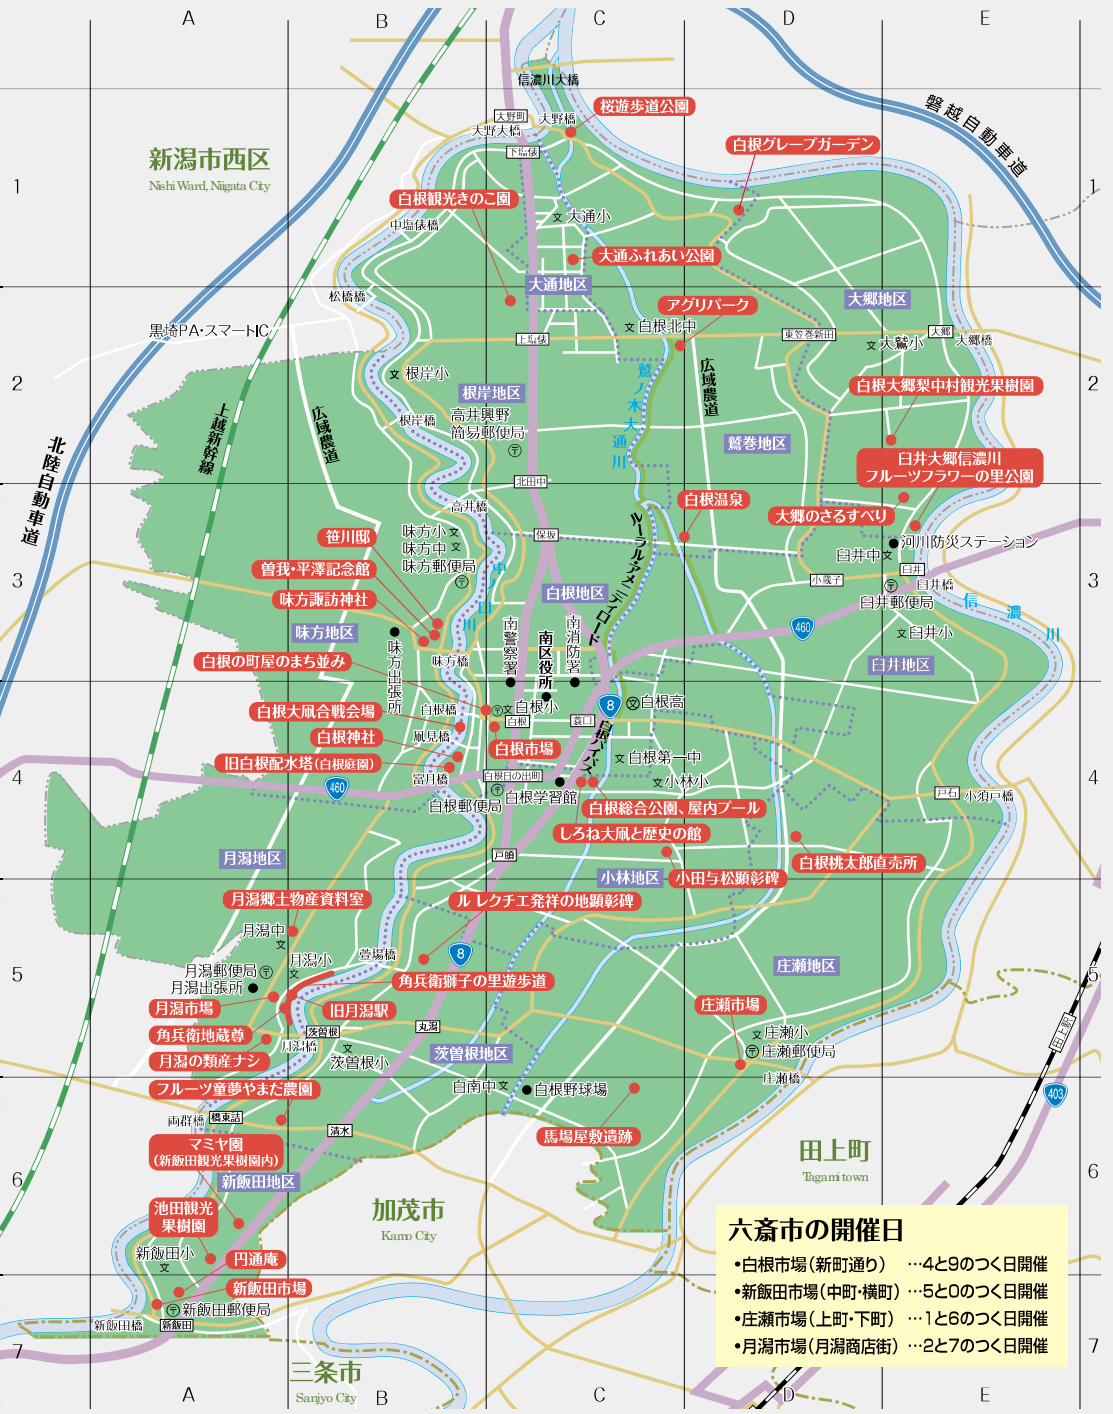 A
B
C
D
E
信濃川大橋
大野町
大野橋
桜遊歩道公園
大野大橋
下塩俵
磐越自動車道
白根グレープガーデン
新潟市西区
Nishi Ward, Niigata City
1
1
白根観光きのこ園
中塩俵橋
大通小
大通ふれあい公園
大通地区
松橋橋
大郷地区
アグリパーク
黒埼PA・スマートIC
上塩俵
白根北中
東笠巻新田
大郷
大郷橋
大鷲小
2
2
根岸小
鷲ノ木大通川
広域農道
白根大郷梨中村観光果樹園
根岸地区
上越新幹線
広域農道
根岸橋
高井興野
簡易郵便局
鷲巻地区
北陸自動車道
臼井大郷信濃川
フルーツフラワーの里公園
北田中
高井橋
白根温泉
大郷のさるすべり
笹川邸
味方小
味方中
味方郵便局
保坂
ルーラルアメニティロード
河川防災ステーション
臼井中
曽我・平澤記念館
中ノ口川
小蔵子
臼井
臼井橋
3
3
味方諏訪神社
白根地区
臼井郵便局
信濃川
味方地区
南警察署
南区役所
南消防署
460
臼井小
味方出張所
味方橋
白根の町屋のまち並み
臼井地区
白根大凧合戦会場
白根橋
白根小
白根
蓑口
8
白根高
白根神社
凧見橋
白根市場
白根バイパス
白根第一中
旧白根配水塔(白根庭園)
富月橋
白根日の出町
小林小
4
4
460
白根郵便局
白根学習館
戸石
小須戸橋
白根総合公園、屋内プール
しろね大凧と歴史の館
月潟地区
戸頭
白根桃太郎直売所
小林地区
小田与松顕彰碑
月潟郷土物産資料室
ル レクチエ発祥の地顕彰碑
月潟中
萱場橋
8
月潟小
月潟郵便局
月潟出張所
庄瀬地区
5
5
角兵衛獅子の里遊歩道
月潟市場
旧月潟駅
庄瀬市場
角兵衛地蔵尊
茨曽根
丸潟
庄瀬小
田上駅
月潟橋
月潟の類産ナシ
茨曽根小
茨曽根地区
庄瀬郵便局
庄瀬橋
フルーツ童夢やまだ農園
白南中
白根野球場
403
両群橋
橋東詰
清水
馬場屋敷遺跡
マミヤ園
(新飯田観光果樹園内)
田上町
Tagami town
6
6
新飯田地区
池田観光
果樹園
加茂市
Kamo City
新飯田小
円通庵
新飯田市場
新飯田郵便局
新飯田橋
新飯田
六斎市の開催日
•白根市場(新町通り) …4と9のつく日開催
•新飯田市場(中町・横町) …5と0のつく日開催
•庄瀬市場(上町・下町) …1と6のつく日開催
•月潟市場(月潟商店街) …2と7のつく日開催
7
7
三条市
Sanjyo City
A
B
C
D
E